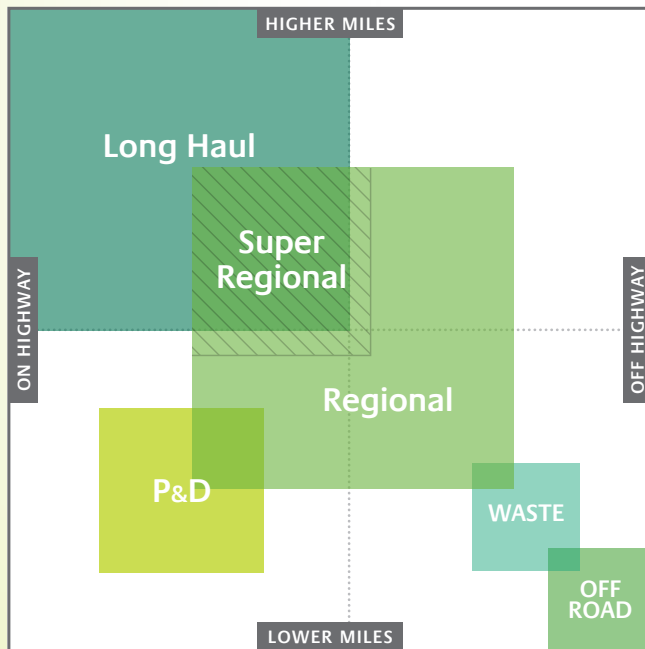 HIGHER MILES
Long Haul
Super
Regional
ON HIGHWAY
OFF HIGHWAY
Regional
P&D
WASTE
OFF
ROAD
LOWER MILES